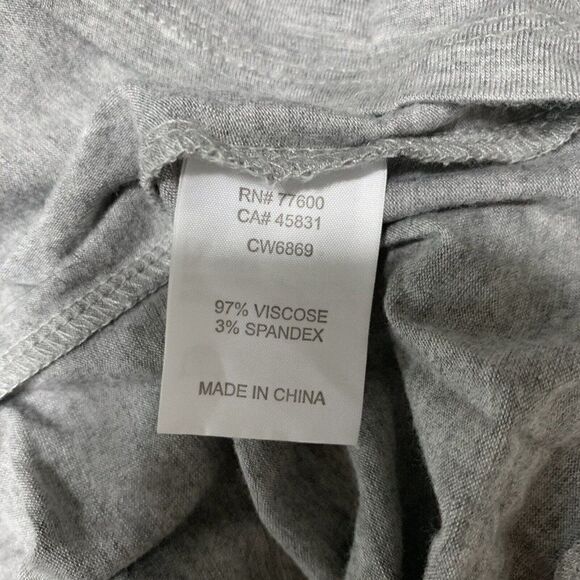 RN# 77600
CA# 45831
CW6869
97% VISCOSE
3% SPANDEX
MADE IN CHINA